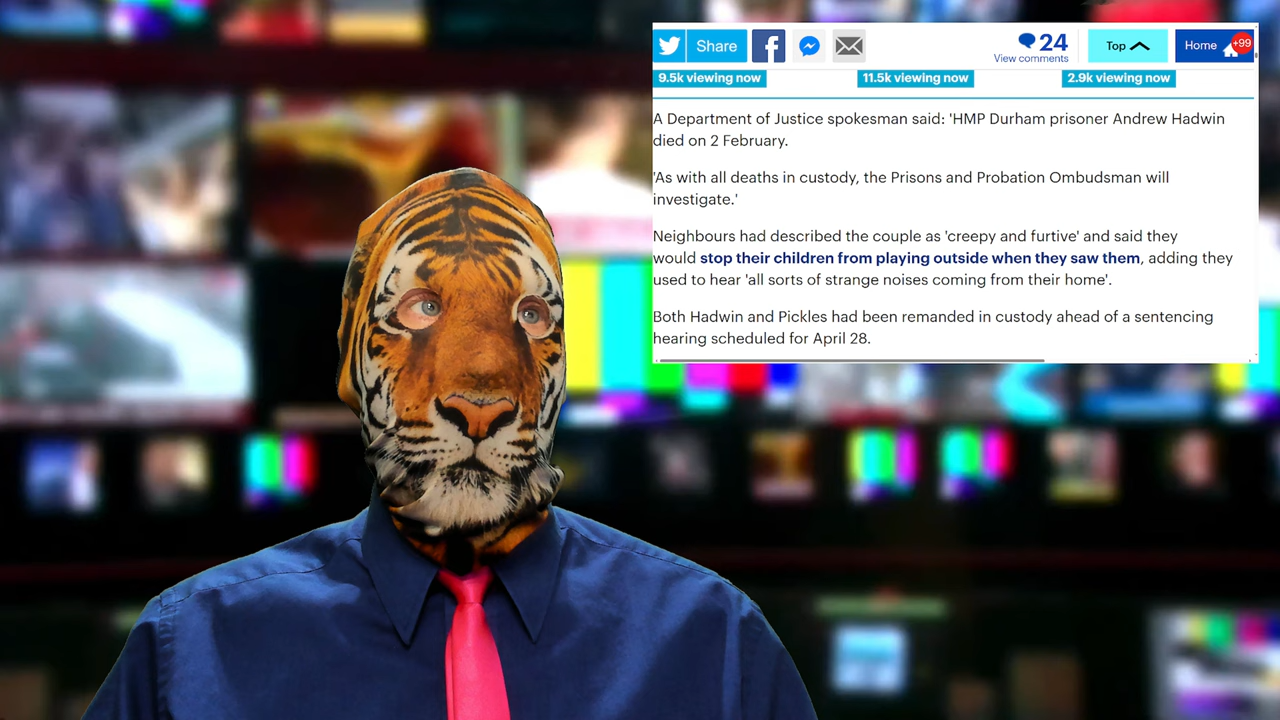 Share
24
View comments
Top
Home
+99
9.5k viewing now
11.5k viewing now
2.9k viewing now
A Department of Justice spokesman said: 'HMP Durham prisoner Andrew Hadwin
died on 2 February.
'As with all deaths in custody, the Prisons and Probation Ombudsman will
investigate.'
Neighbours had described the couple as 'creepy and furtive' and said they
would stop their children from playing outside when they saw them, adding they
used to hear 'all sorts of strange noises coming from their home'.
Both Hadwin and Pickles had been remanded in custody ahead of a sentencing
hearing scheduled for April 28.